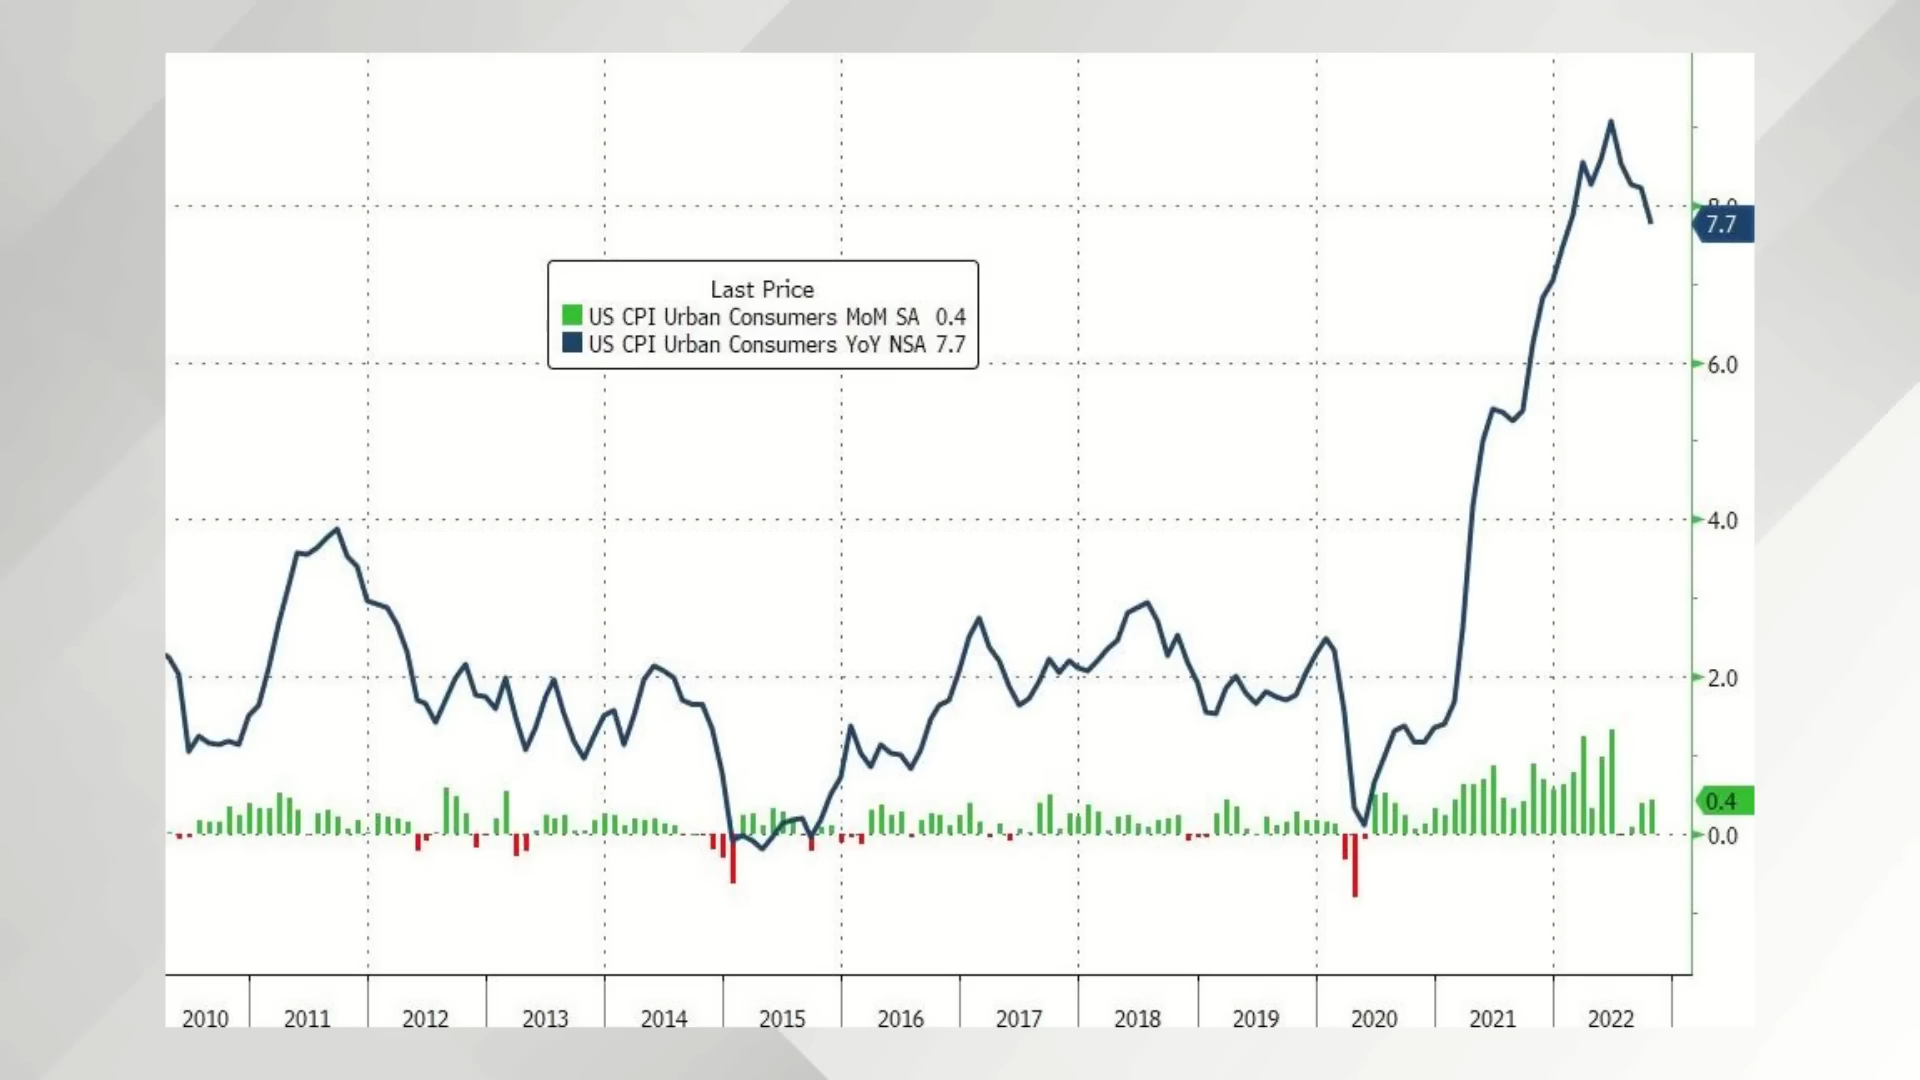 Last Price
US CPI Urban Consumers MoM SA 0.4
US CPI Urban Consumers YoY NSA 7.7
8.0
7.7
6.0
4.0
2.0
0.4
0.0
2010 2011 2012 2013 2014 2015 2016 2017 2018 2019 2020 2021 2022